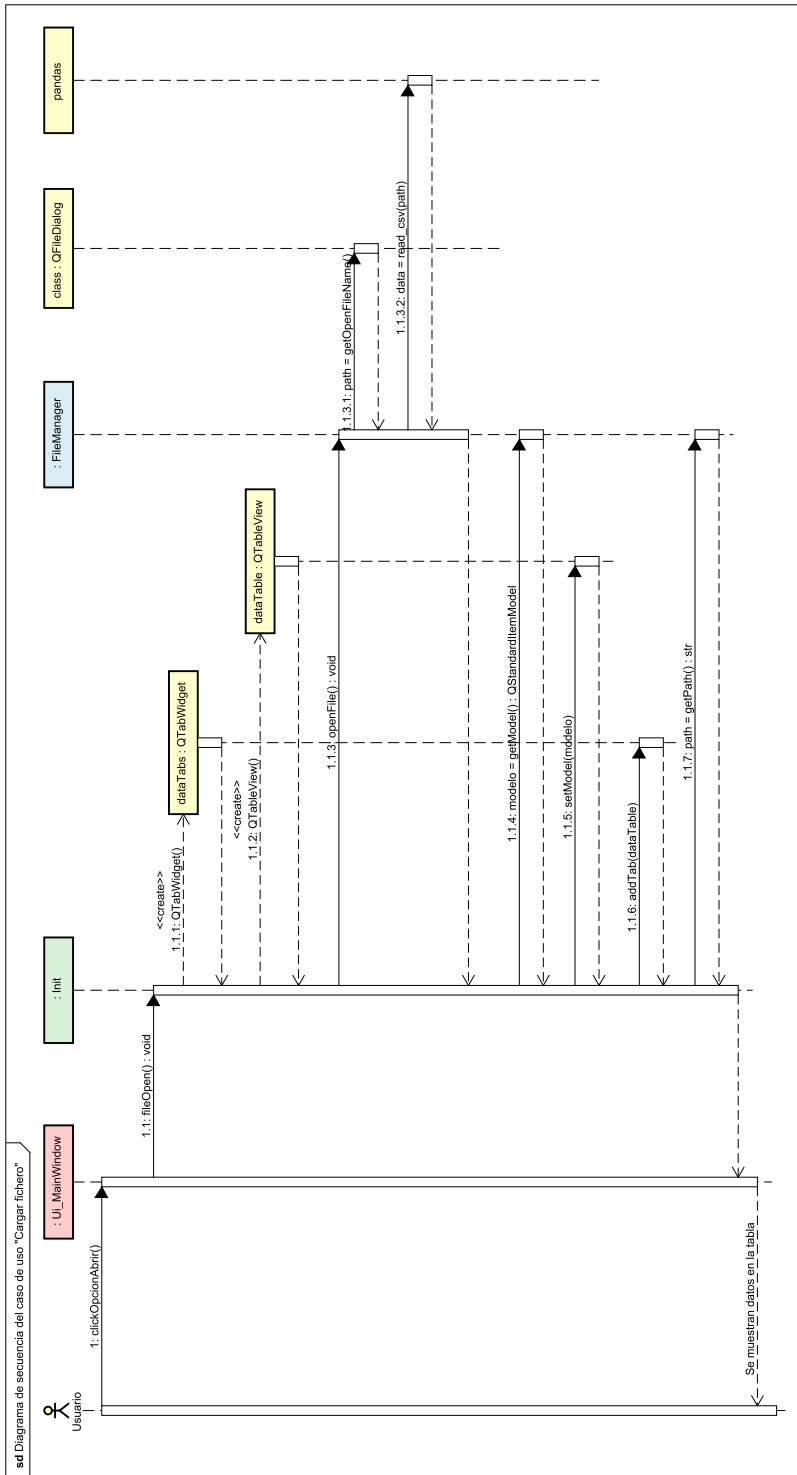 sd Diagrama de secuencia del caso de uso "Cargar fichero"
Usuario
: Ui_MainWindow
: Init
: FileManager
class : QFileDialog
pandas
1: clickOpcionAbrir()
1.1: fileOpen() : void
<<create>>
1.1.1: QTabWidget()
dataTabs : QTabWidget
<<create>>
1.1.2: QTableView()
dataTable : QTableView
1.1.3: openFile() : void
1.1.3.1: path = getOpenFileName()
1.1.3.2: data = read_csv(path)
1.1.4: modelo = getModel() : QStandardItemModel
1.1.5: setModel(modelo)
1.1.6: addTab(dataTable)
1.1.7: path = getPath() : str
Se muestran datos en la tabla